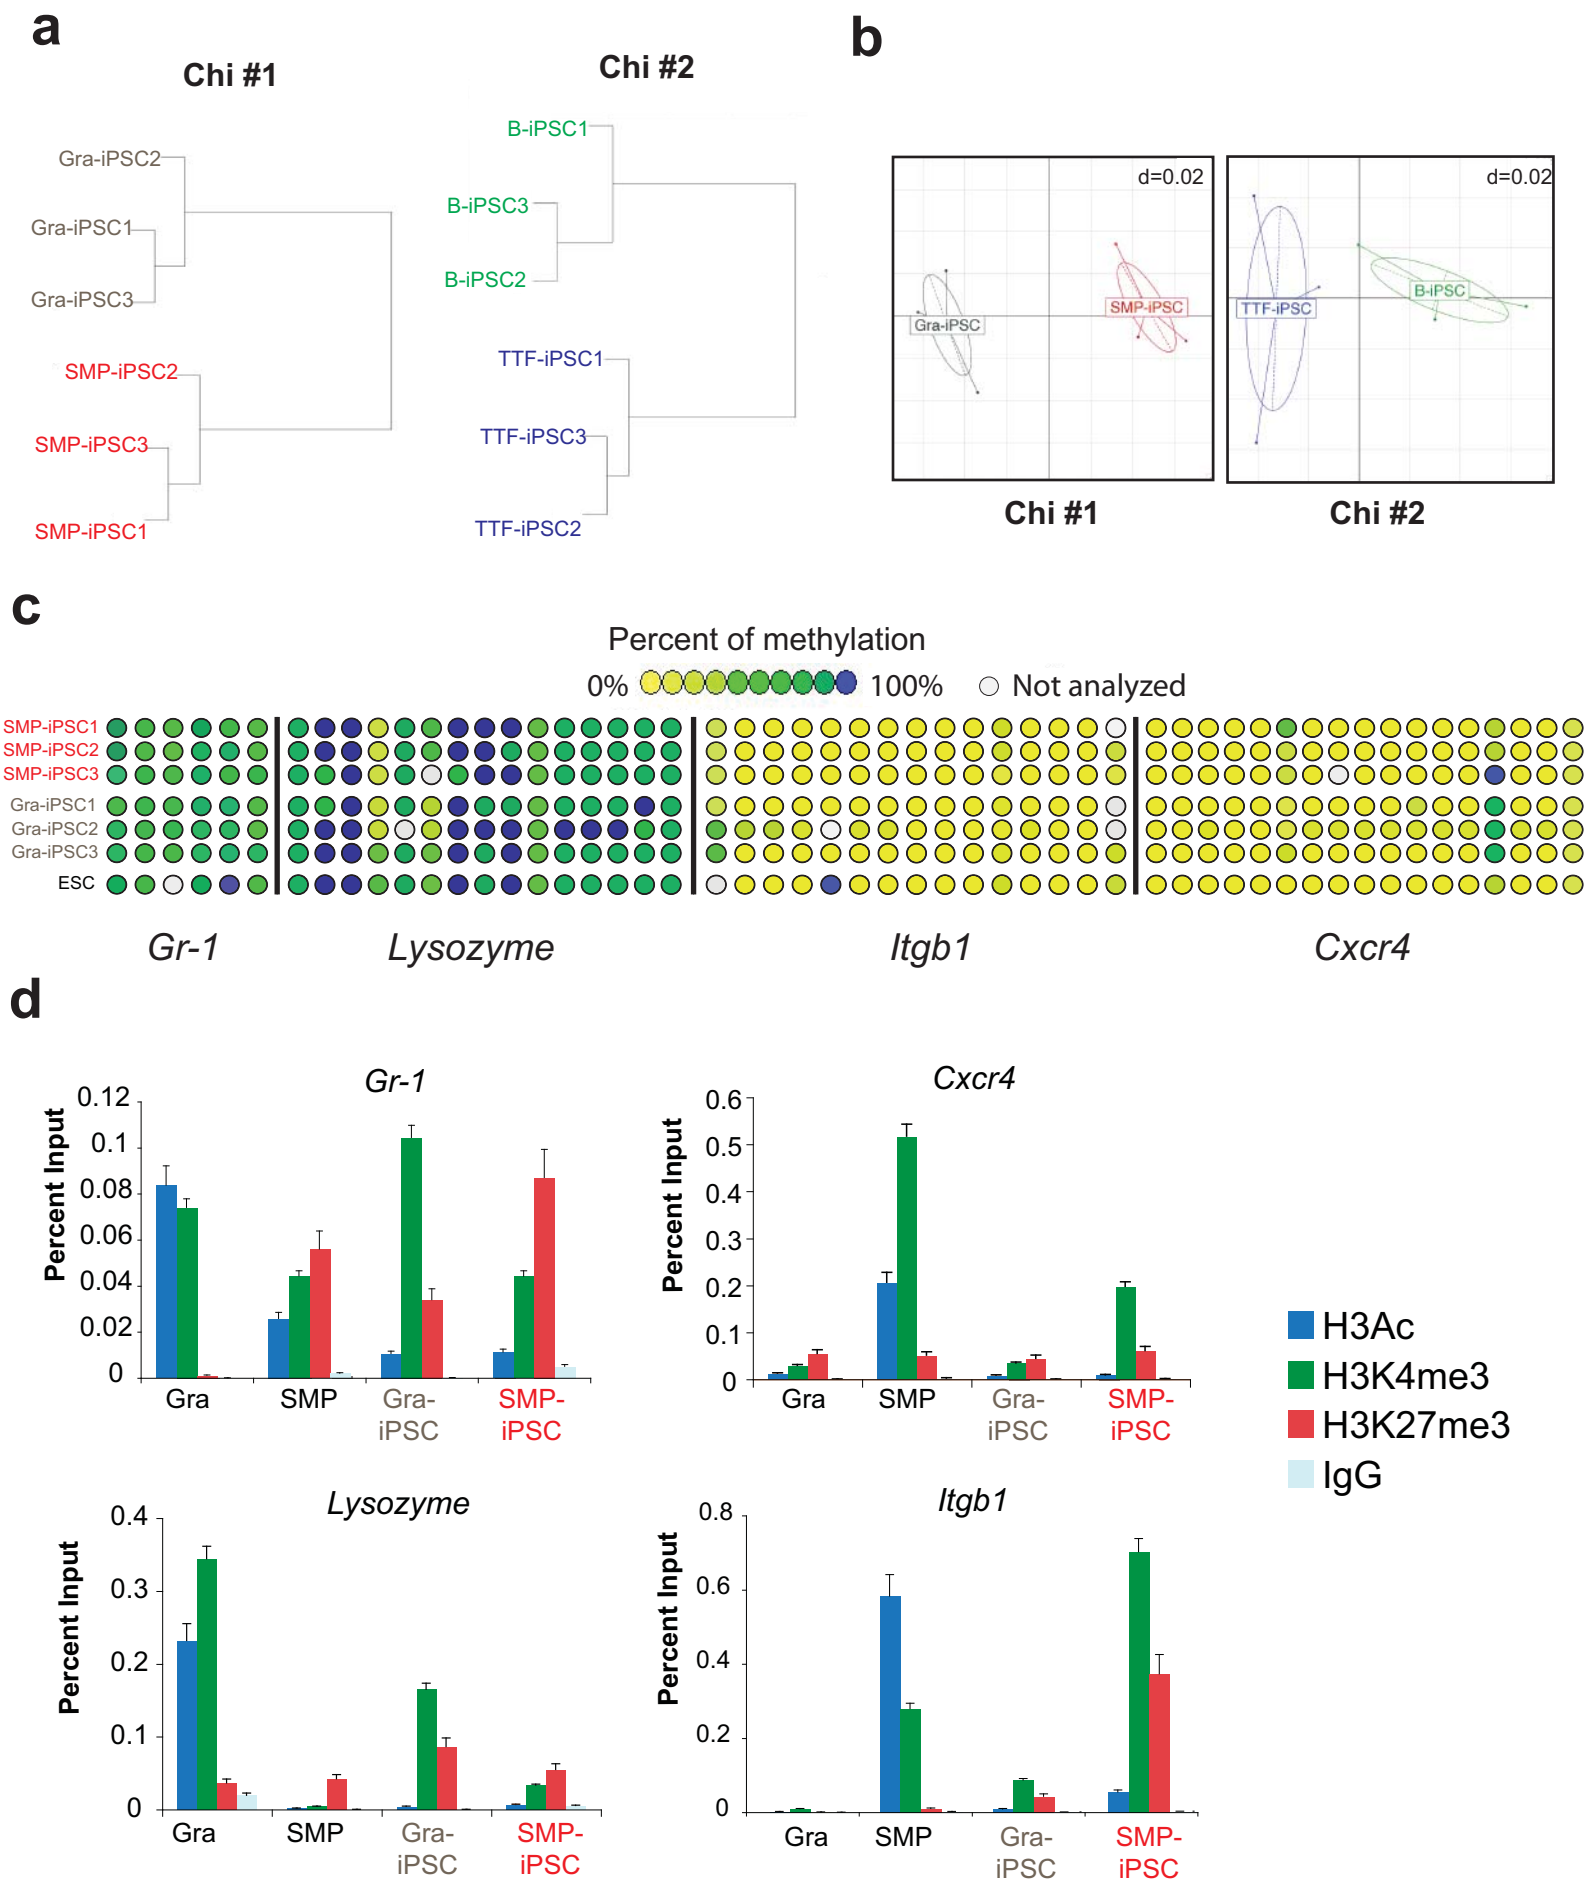 a
Chi #1
Chi #2
Gra-iPSC2
Gra-iPSC1
Gra-iPSC3
SMP-iPSC2
SMP-iPSC3
SMP-iPSC1
B-iPSC1
B-iPSC3
B-iPSC2
TTF-iPSC1
TTF-iPSC3
TTF-iPSC2
b
d=0.02
Gra-iPSC
SMP-iPSC
Chi #1
d=0.02
TTF-iPSC
B-iPSC
Chi #2
c
Percent of methylation
0%
100%
Not analyzed
SMP-iPSC1
SMP-iPSC2
SMP-iPSC3
Gra-iPSC1
Gra-iPSC2
Gra-iPSC3
ESC
Gr-1
Lysozyme
Itgb1
Cxcr4
d
Gr-1
Percent Input
0.12
0.1
0.08
0.06
0.04
0.02
0
Gra
SMP
Gra-
iPSC
SMP-
iPSC
Cxcr4
Percent Input
0.6
0.5
0.4
0.3
0.2
0.1
0
Gra
SMP
Gra-
iPSC
SMP-
iPSC
H3Ac
H3K4me3
H3K27me3
IgG
Lysozyme
Percent Input
0.4
0.3
0.2
0.1
0
Gra
SMP
Gra-
iPSC
SMP-
iPSC
Itgb1
Percent Input
0.8
0.6
0.4
0.2
0
Gra
SMP
Gra-
iPSC
SMP-
iPSC